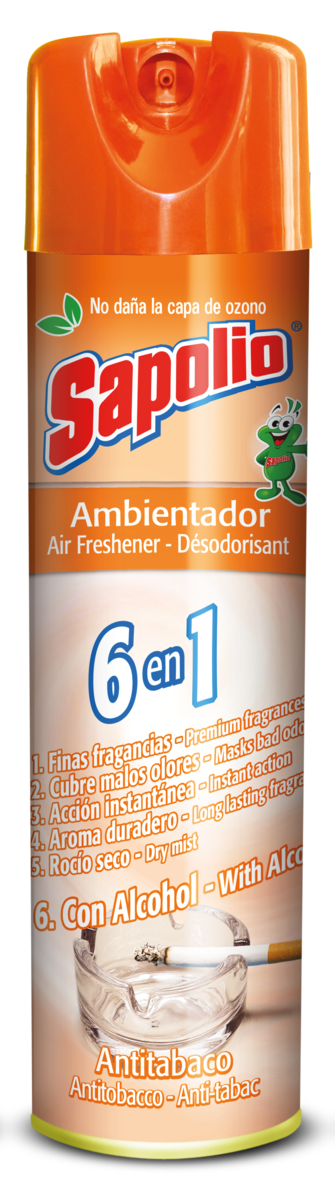 No daña la capa de ozono
Sapolio®
Sapolio
Ambientador
Air Freshener - Désodorisant
6 en 1
1. Finas fragancias - Premium fragrances
2. Cubre malos olores - Masks bad odo
3. Acción instantánea - Instant action
4. Aroma duradero - Long lasting fragra
5. Rocío seco - Dry mist
6. Con Alcohol - With Alco
Antitabaco
Antitobacco - Anti-tabac